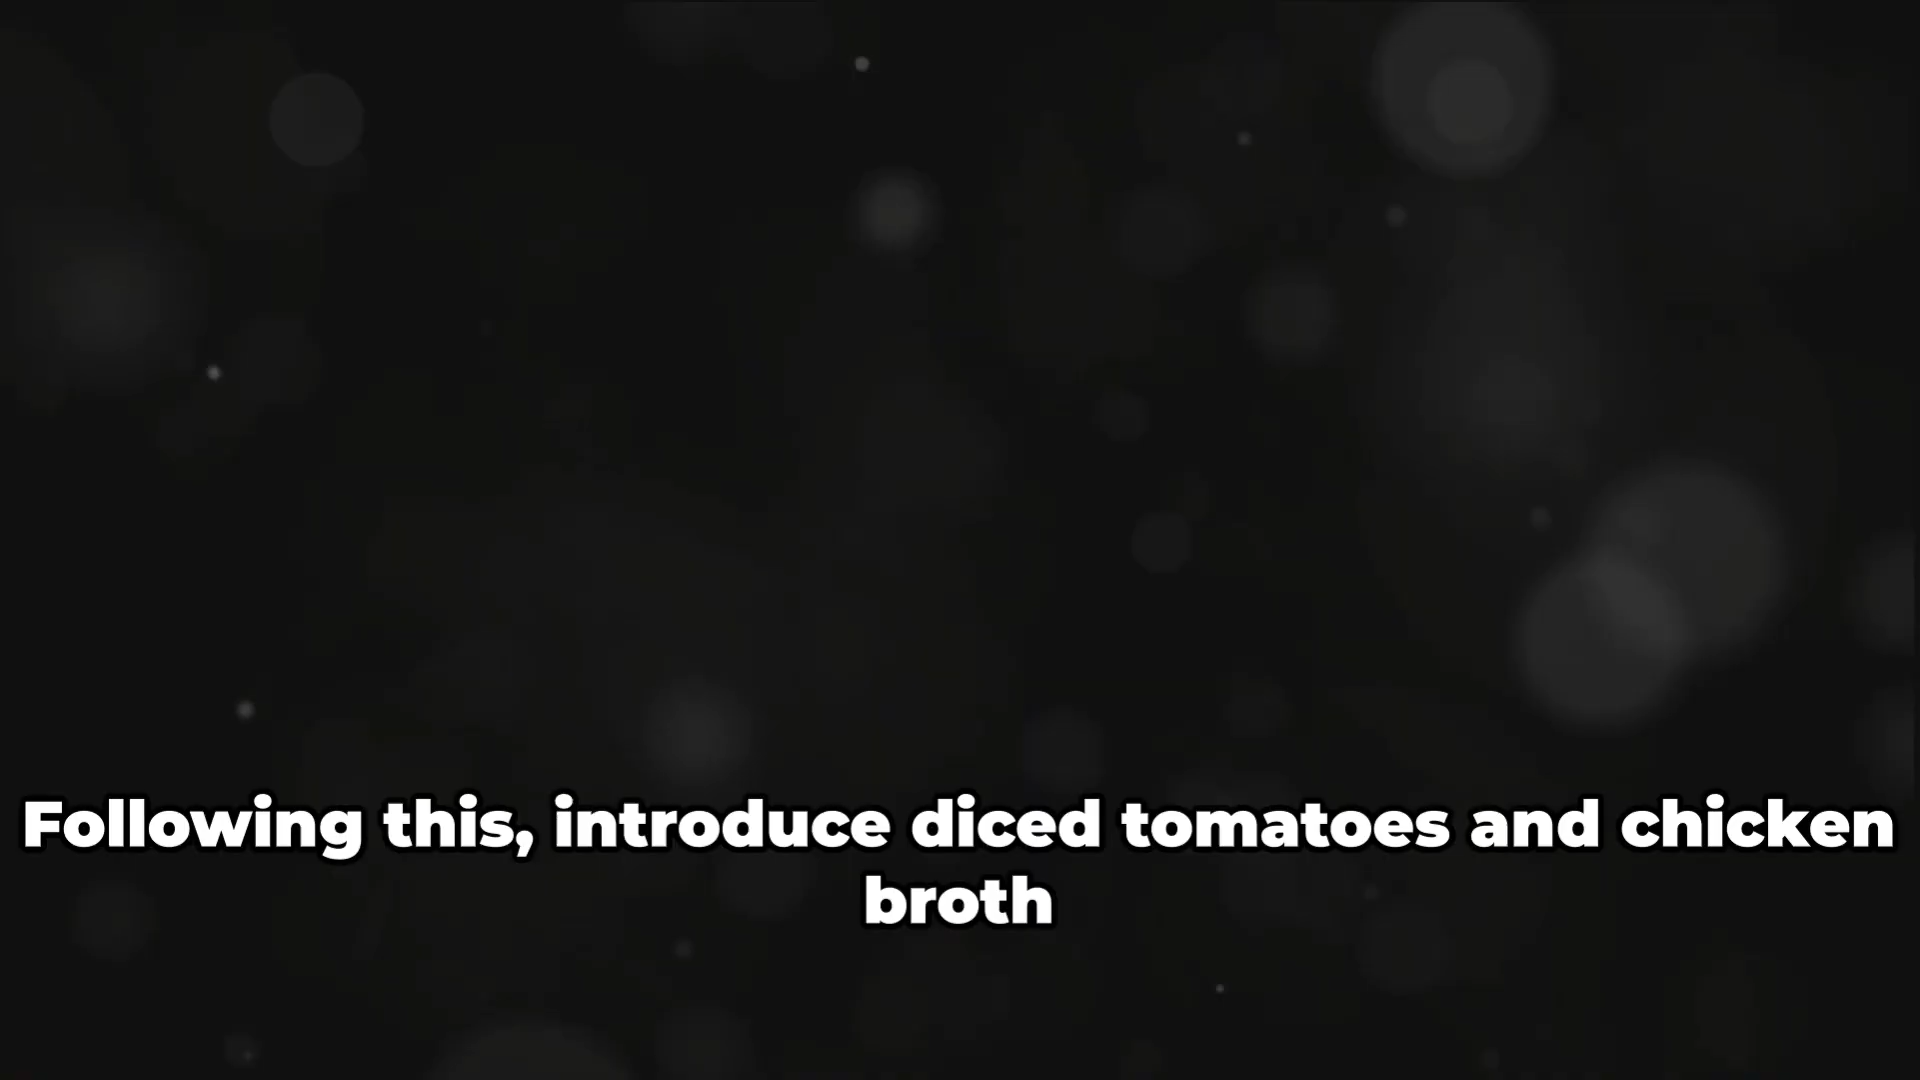 Following this, introduce diced tomatoes and chicken
broth